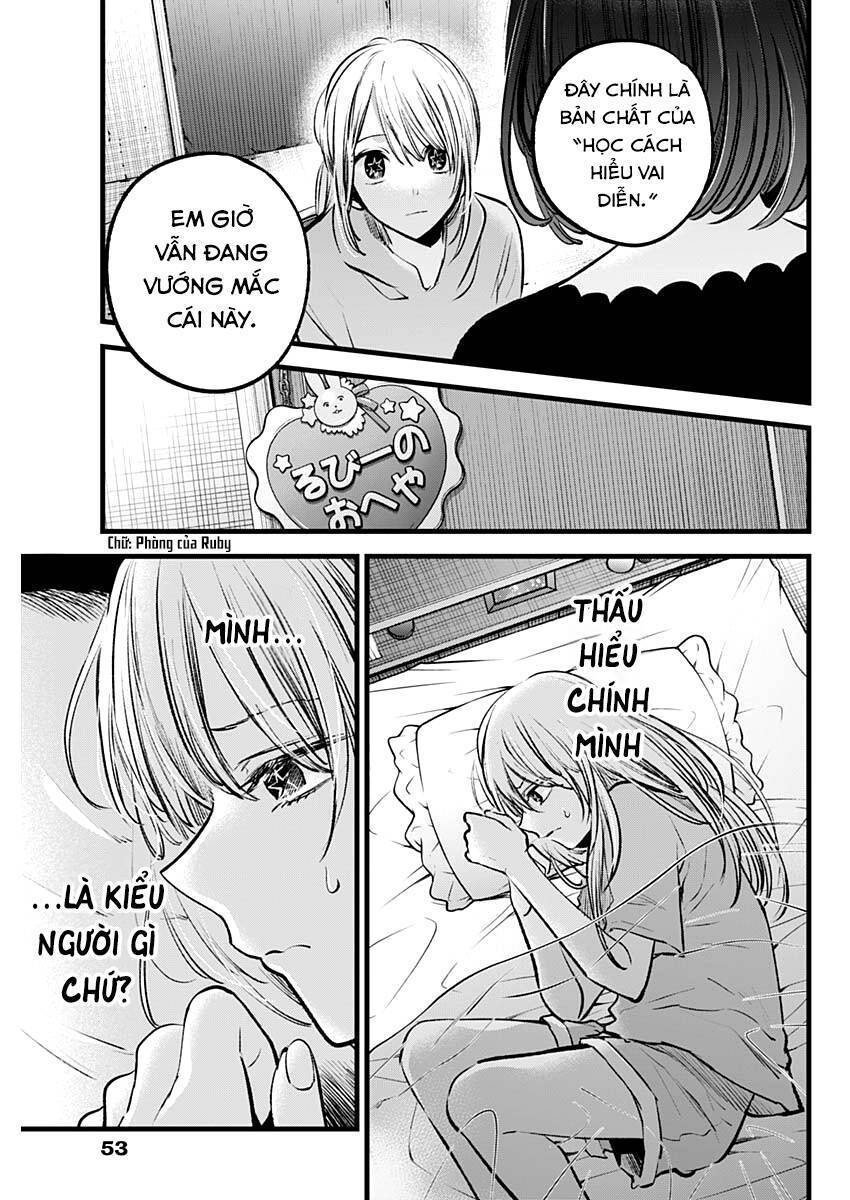 ĐÂY CHÍNH LÀ
BẢN CHẤT CỦA
“HỌC CÁCH
HIỂU VAI
DIỄN.”
EM GIỜ
VẪN ĐANG
VƯỚNG MẮC
CÁI NÀY.
るびーの
おへや
Chữ: Phòng của Ruby
THẤU
HIỂU
CHÍNH
MÌNH
MÌNH...
...LÀ KIỂU
NGƯỜI GÌ
CHỨ?
53